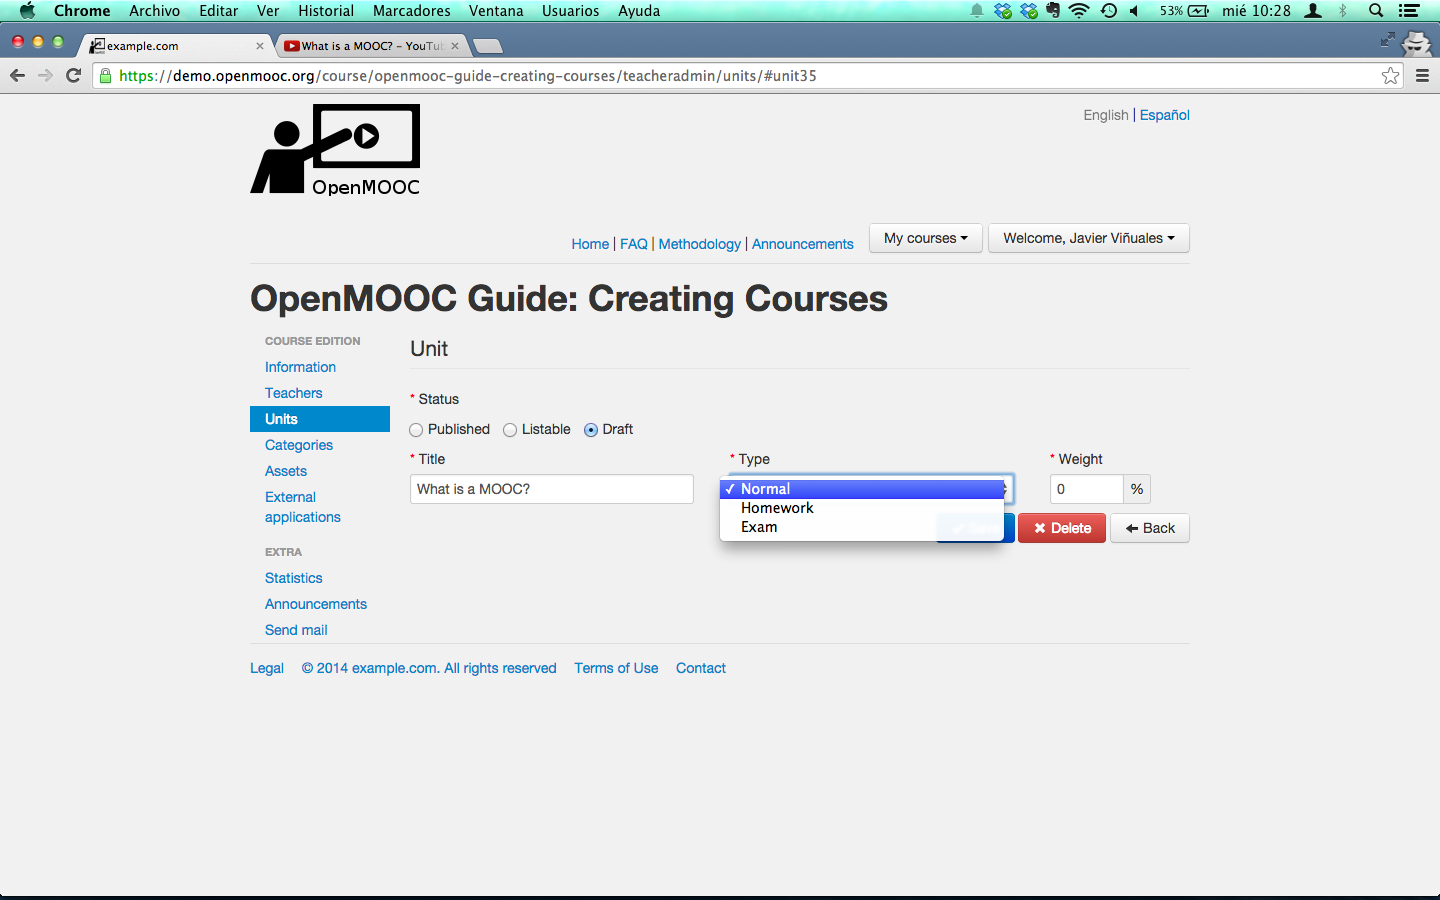 Chrome Archivo Editar Ver Historial Marcadores Ventana Usuarios Ayuda 53% mié 10:28
example.com What is a MOOC? – YouTub
https://demo.openmooc.org/course/openmooc-guide-creating-courses/teacheradmin/units/#unit35
English | Español
OpenMOOC
Home | FAQ | Methodology | Announcements My courses Welcome, Javier Viñuales
OpenMOOC Guide: Creating Courses
COURSE EDITION
Information
Teachers
Units
Categories
Assets
External
applications
EXTRA
Statistics
Announcements
Send mail
Unit
* Status
Published Listable Draft
* Title * Type * Weight
What is a MOOC? ✓ Normal 0 %
Homework
Exam
✖ Delete ← Back
Legal © 2014 example.com. All rights reserved Terms of Use Contact